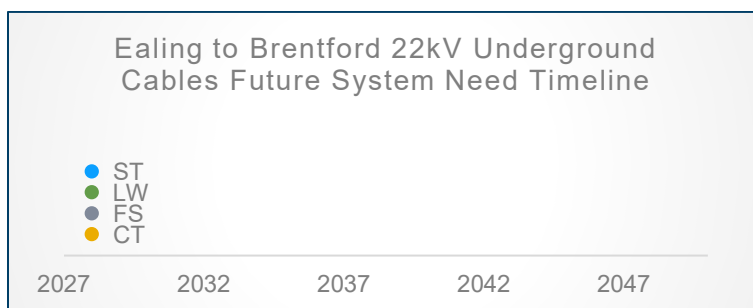 Ealing to Brentford 22kV Underground
Cables Future System Need Timeline
ST
LW
FS
CT
2027 2032 2037 2042 2047